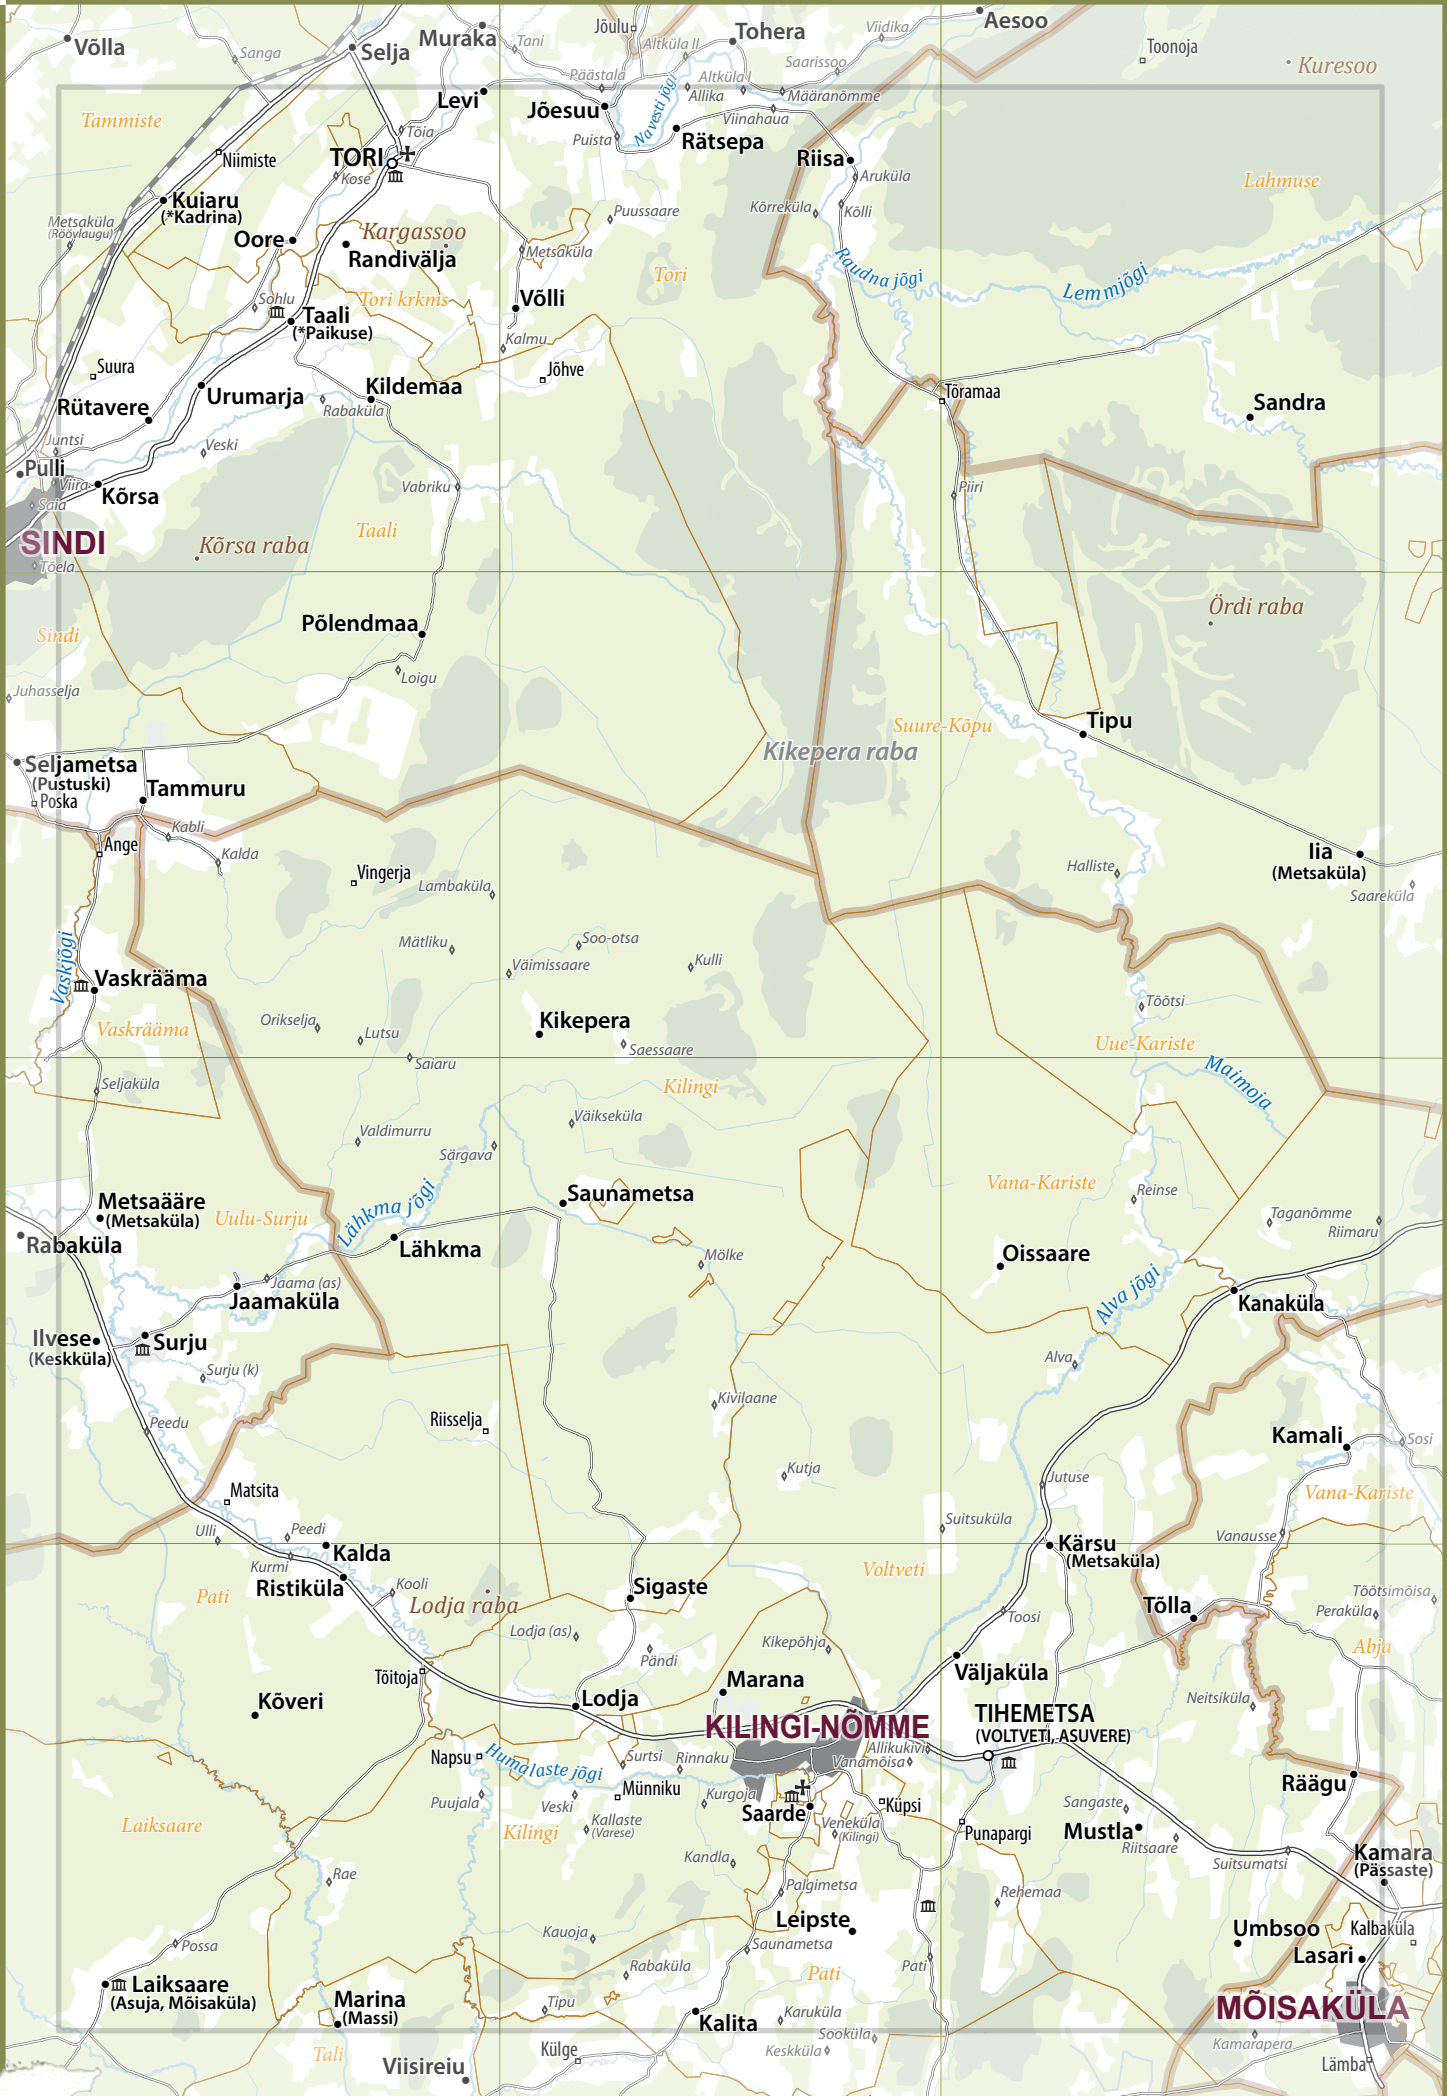 Aesoo
Võlla
Selja
Muraka
Jõulu
Tohera
Viidika
Tani
Altküla II
Toonoja
Sanga
Saarissoo
Kuresoo
Päästala
Altküla I
Levi
Jõesuu
Navesti jõgi
Allika
Määranõmme
Tammiste
Viinahaua
Tõia
Puista
Rätsepa
Niimiste
TORI
Riisa
Kose
Aruküla
Lahmuse
Kuiaru
(*Kadrina)
Metsaküla
(Röövlaugu)
Puussaare
Kõrreküla
Kõlli
Oore
Kargassoo
Randivälja
Metsaküla
Raudna jõgi
Tori
Lemmjõgi
Sohlu
Tori krkms
Võlli
Taali
(*Paikuse)
Kalmu
Suura
Jõhve
Urumarja
Kildemaa
Tõramaa
Rütavere
Rabaküla
Sandra
Juntsi
Veski
Pulli
Viira
Vabriku
Piiri
Kõrsa
Saia
Taali
SINDI
Kõrsa raba
Tõela
Ördi raba
Põlendmaa
Sindi
Loigu
Juhasselja
Tipu
Suure-Kõpu
Kikepera raba
Seljametsa
(Pustuski)
Tammuru
Poska
Kabli
Ange
Kalda
Iia
(Metsaküla)
Vingerja
Halliste
Lambaküla
Saareküla
Mätliku
Soo-otsa
Vaskjõgi
Väimissaare
Kulli
Vaskrääma
Töötsi
Vaskrääma
Orikselja
Lutsu
Kikepera
Saessaare
Uue-Kariste
Saiaru
Maimoja
Seljaküla
Kilingi
Väikseküla
Valdimurru
Särgava
Vana-Kariste
Reinse
Metsaääre
(Metsaküla)
Saunametsa
Uulu-Surju
Lähkma jõgi
Taganõmme
Riimaru
Rabaküla
Lähkma
Mölke
Oissaare
Jaama (as)
Jaamaküla
Alva jõgi
Kanaküla
Ilvese
(Keskküla)
Surju
Alva
Surju (k)
Kivilaane
Peedu
Riisselja
Kamali
Sosi
Kutja
Jutuse
Matsita
Vana-Kariste
Suitsuküla
Ulli
Peedi
Vanausse
Kalda
Kärsu
(Metsaküla)
Kurmi
Voltveti
Ristiküla
Kooli
Sigaste
Pati
Lodja raba
Töötsimõisa
Tõlla
Peraküla
Toosi
Lodja (as)
Kikepõhja
Pändi
Abja
Tõitoja
Marana
Väljaküla
Kõveri
Lodja
Neitsiküla
KILINGI-NÕMME
TIHEMETSA
(VOLTVETI, ASUVERE)
Napsu
Humalaste jõgi
Surtsi
Rinnaku
Allikukivi
Vanamõisa
Münniku
Räägu
Puujala
Veski
Kurgoja
Küpsi
Sangaste
Saarde
Laiksaare
Kilingi
Kallaste
(Varese)
Veneküla
(Kilingi)
Punapargi
Mustla
Riitsaare
Kandla
Suitsumatsi
Kamara
(Pässaste)
Rae
Palgimetsa
Rehemaa
Leipste
Umbsoo
Kalbaküla
Possa
Kauoja
Saunametsa
Lasari
Rabaküla
Pati
Pati
Laiksaare
(Asuja, Mõisaküla)
Marina
(Massi)
Tipu
Karuküla
MÕISAKÜLA
Kalita
Sooküla
Kamarapera
Tali
Külge
Keskküla
Viisireiu
Lämba